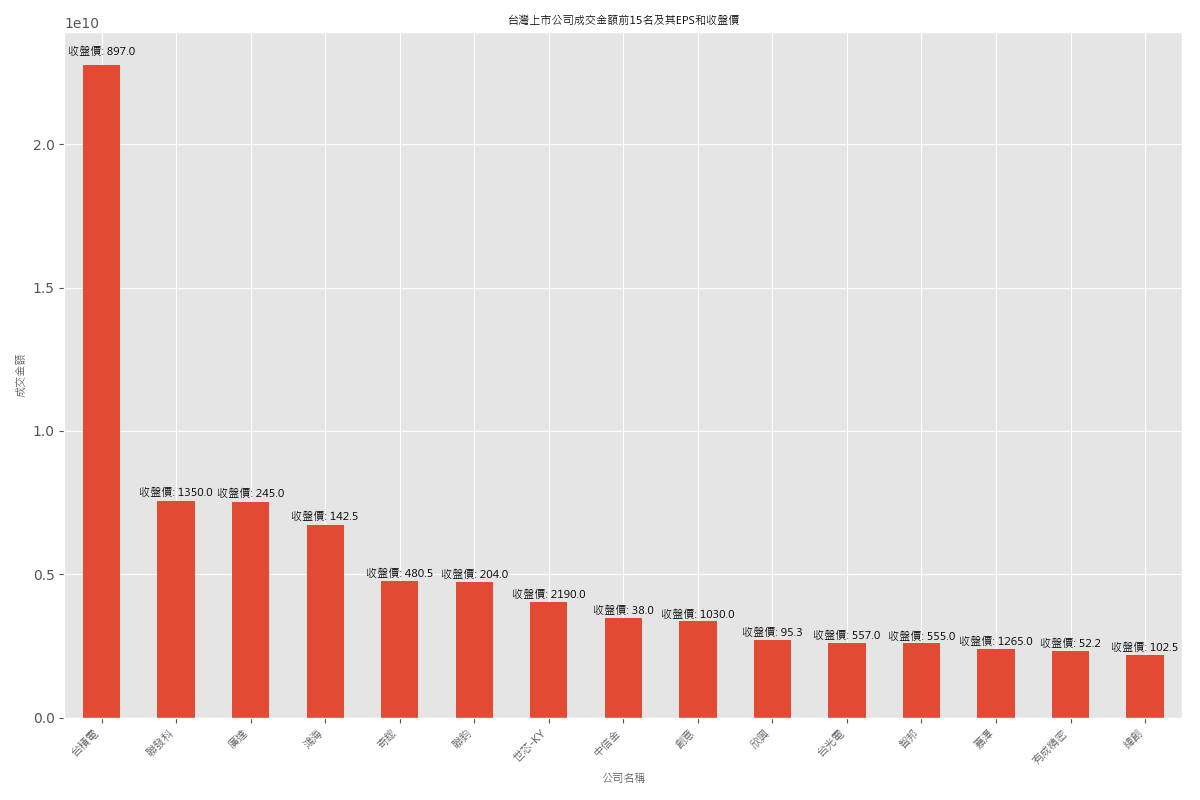 台灣上市公司成交金額前15名及其EPS和收盤價
1e10
收盤價: 897.0
2.0
1.5
成交金額
1.0
收盤價: 1350.0
收盤價: 245.0
收盤價: 142.5
收盤價: 480.5
收盤價: 204.0
收盤價: 2190.0
收盤價: 38.0
收盤價: 1030.0
收盤價: 95.3
收盤價: 557.0
收盤價: 555.0
收盤價: 1265.0
收盤價: 52.2
收盤價: 102.5
0.5
0.0
台積電
聯發科
廣達
鴻海
奇鋐
聯鈞
世芯-KY
中信金
創意
欣興
台光電
智邦
嘉澤
有成精密
緯創
公司名稱